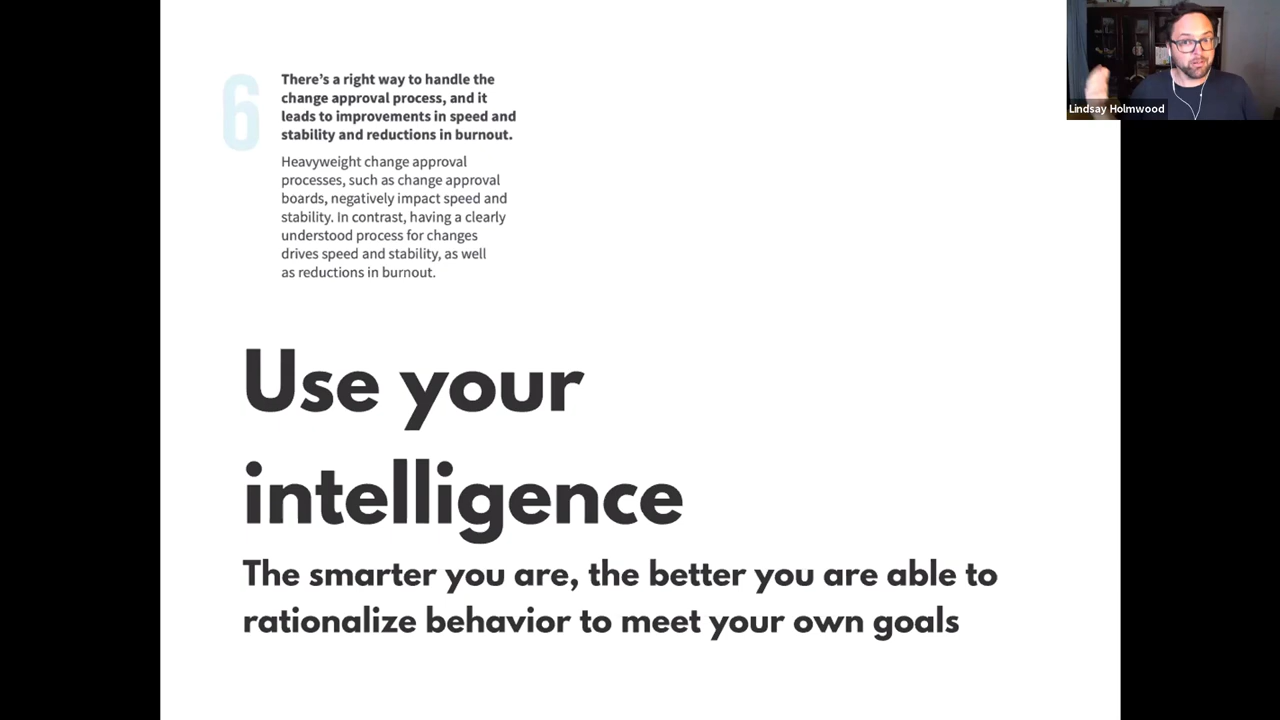 6
There's a right way to handle the
change approval process, and it
leads to improvements in speed and
stability and reductions in burnout.
Heavyweight change approval
processes, such as change approval
boards, negatively impact speed and
stability. In contrast, having a clearly
understood process for changes
drives speed and stability, as well
as reductions in burnout.
Use your
intelligence
The smarter you are, the better you are able to
rationalize behavior to meet your own goals
Lindsay Holmwood